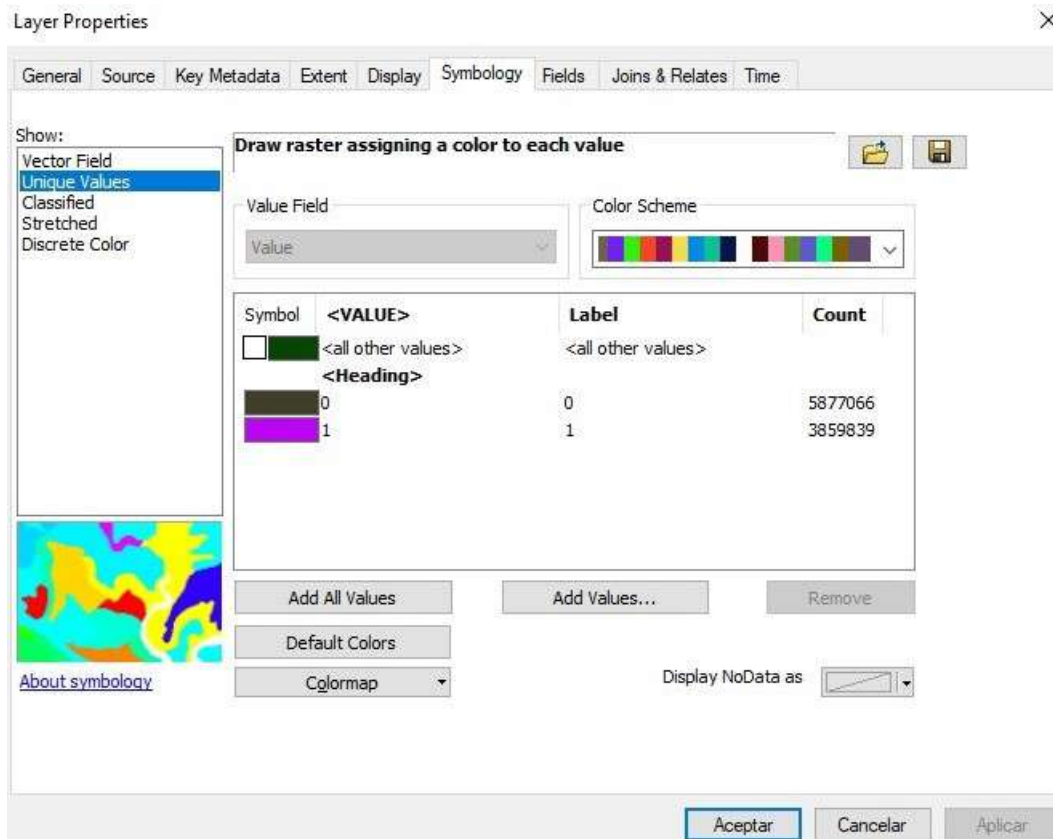 Layer Properties
General Source Key Metadata Extent Display Symbology Fields Joins & Relates Time
Show:
Vector Field
Unique Values
Classified
Stretched
Discrete Color
Draw raster assigning a color to each value
Value Field
Value
Color Scheme
Symbol <VALUE> Label Count
<all other values> <all other values>
<Heading>
0 0 5877066
1 1 3859839
Add All Values Add Values... Remove
Default Colors
Colormap
Display NoData as
About symbology
Aceptar Cancelar Aplicar